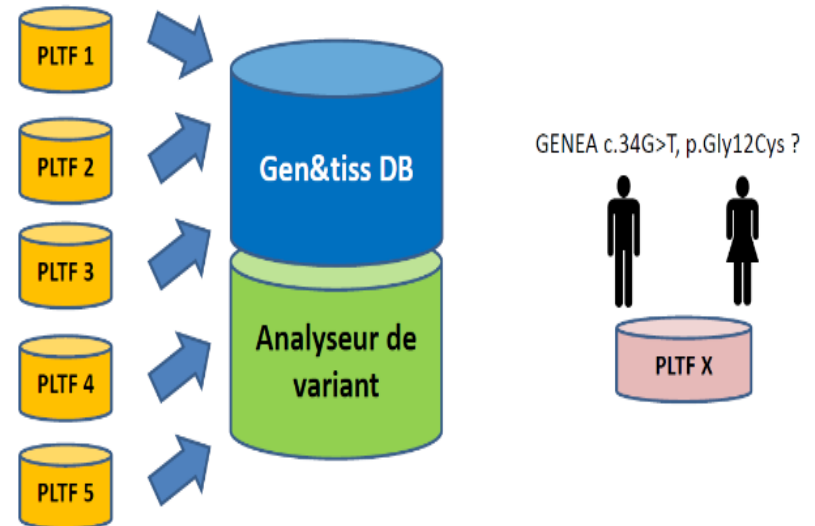 PLTF 1
PLTF 2
PLTF 3
PLTF 4
PLTF 5
Gen&tiss DB
Analyseur de
variant
GENEA c.34G>T, p.Gly12Cys ?
PLTF X